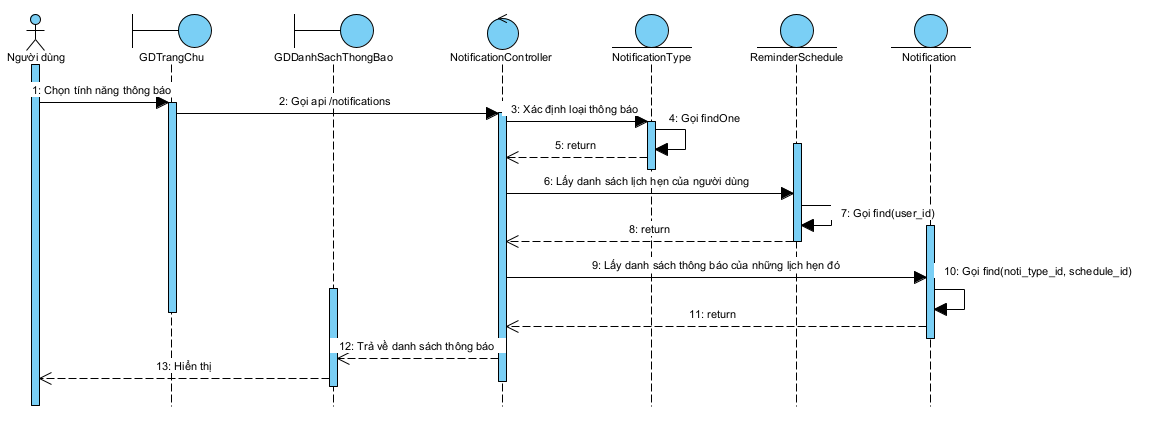 Người dùng
GDTrangChu
GDDanhSachThongBao
NotificationController
NotificationType
ReminderSchedule
Notification
1: Chọn tính năng thông báo
2: Gọi api /notifications
3: Xác định loại thông báo
4: Gọi findOne
5: return
6: Lấy danh sách lịch hẹn của người dùng
7: Gọi find(user_id)
8: return
9: Lấy danh sách thông báo của những lịch hẹn đó
10: Gọi find(noti_type_id, schedule_id)
11: return
12: Trả về danh sách thông báo
13: Hiển thị